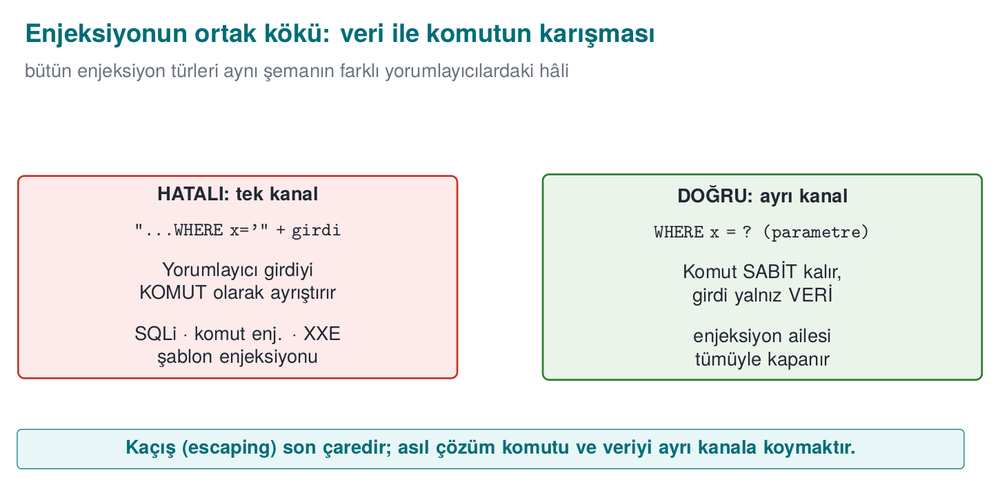 Enjeksiyonun ortak kökü: veri ile komutun karışması
bütün enjeksiyon türleri aynı şemanın farklı yorumlayıcılardaki hâli
HATALI: tek kanal
"...WHERE x=’" + girdi
Yorumlayıcı girdiyi
KOMUT olarak ayrıştırır
SQLi · komut enj. · XXE
şablon enjeksiyonu
DOĞRU: ayrı kanal
WHERE x = ? (parametre)
Komut SABİT kalır,
girdi yalnız VERİ
enjeksiyon ailesi
tümüyle kapanır
Kaçış (escaping) son çaredir; asıl çözüm komutu ve veriyi ayrı kanala koymaktır.